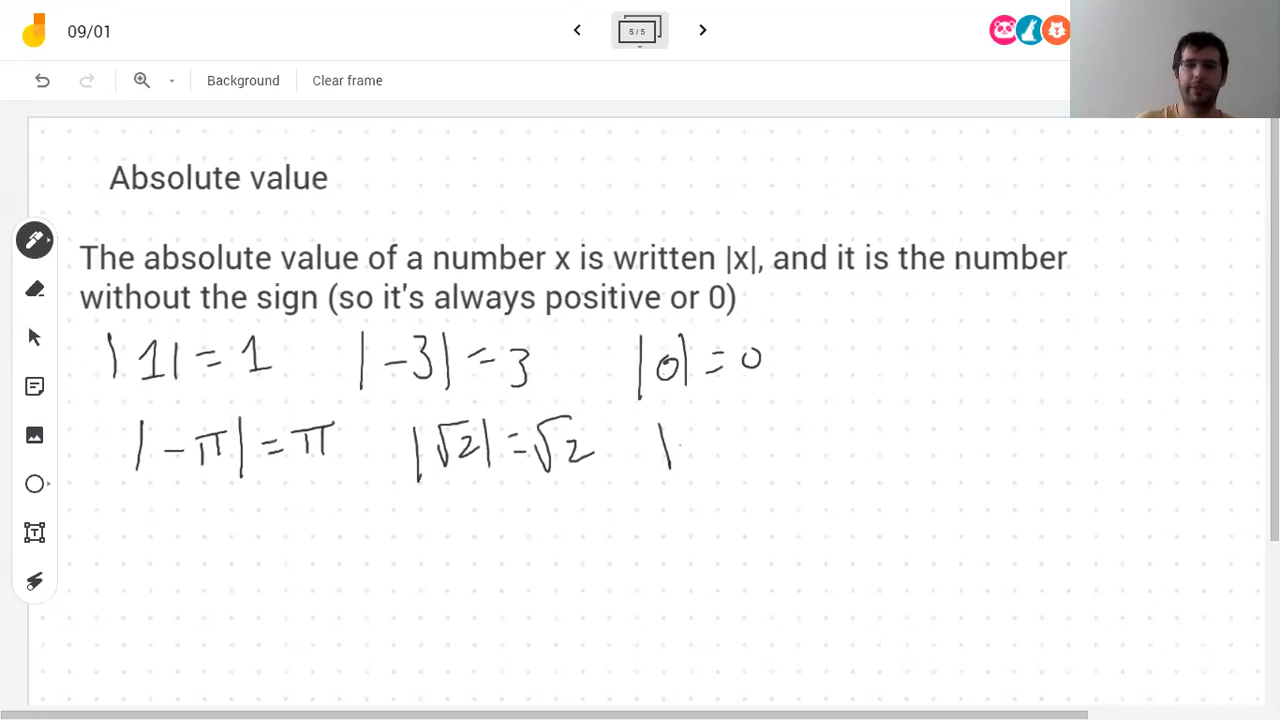 09/01
5 / 5
Background
Clear frame
Absolute value
The absolute value of a number x is written |x|, and it is the number
without the sign (so it's always positive or 0)
|1| = 1 |-3| = 3 |0| = 0
|-π| = π |√2| = √2 |